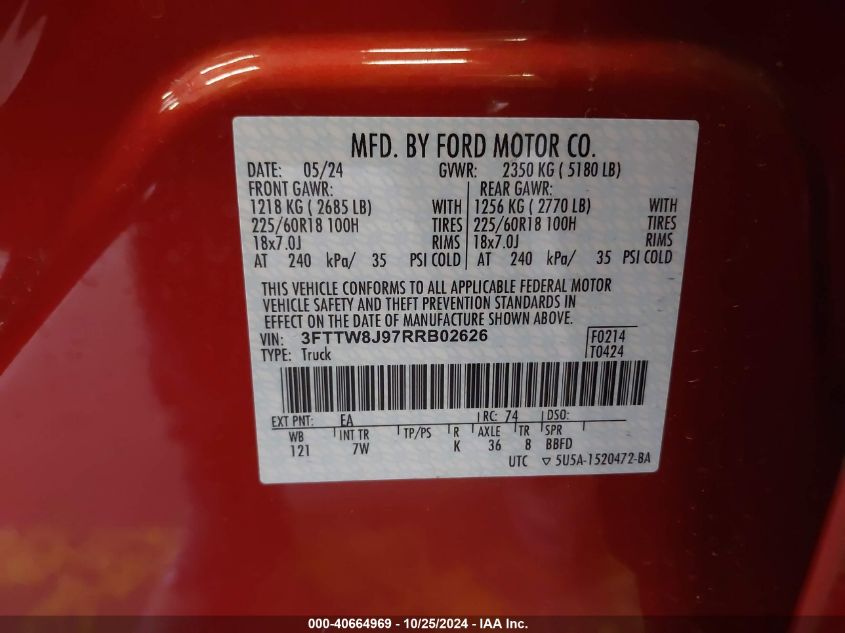 MFD. BY FORD MOTOR CO.
DATE: 05/24 GVWR: 2350 KG ( 5180 LB)
FRONT GAWR: REAR GAWR:
1218 KG ( 2685 LB) WITH 1256 KG ( 2770 LB) WITH
225/60R18 100H TIRES 225/60R18 100H TIRES
18x7.0J RIMS 18x7.0J RIMS
AT 240 kPa/ 35 PSI COLD AT 240 kPa/ 35 PSI COLD
THIS VEHICLE CONFORMS TO ALL APPLICABLE FEDERAL MOTOR
VEHICLE SAFETY AND THEFT PREVENTION STANDARDS IN
EFFECT ON THE DATE OF MANUFACTURE SHOWN ABOVE.
VIN: 3FTTW8J97RRB02626 F0214
TYPE: Truck T0424
EXT PNT: EA RC: 74 DSO:
WB INT TR TP/PS R AXLE TR SPR
121 7W K 36 8 BBFD
UTC ▽ 5U5A-1520472-BA
000-40664969 • 10/25/2024 • IAA Inc.